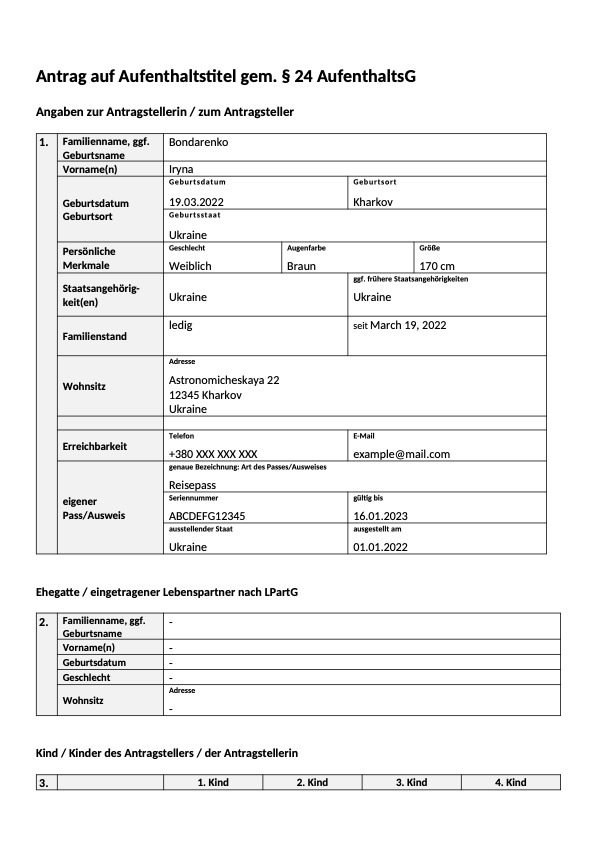 Antrag auf Aufenthaltstitel gem. § 24 AufenthaltsG
Angaben zur Antragstellerin / zum Antragsteller
1. Familienname, ggf. Geburtsname Bondarenko
Vorname(n) Iryna
Geburtsdatum Geburtsort
Geburtsdatum 19.03.2022
Geburtsort Kharkov
Geburtsstaat
Ukraine
Persönliche Merkmale
Geschlecht Augenfarbe Größe
Weiblich Braun 170 cm
Staatsangehörig-
keit(en)
ggf. frühere Staatsangehörigkeiten
Ukraine Ukraine
Familienstand ledig seit March 19, 2022
Wohnsitz
Adresse
Astronomicheskaya 22
12345 Kharkov
Ukraine
Erreichbarkeit
Telefon E-Mail
+380 XXX XXX XXX example@mail.com
eigener
Pass/Ausweis
genaue Bezeichnung: Art des Passes/Ausweises
Reisepass
Seriennummer gültig bis
ABCDEFG12345 16.01.2023
ausstellender Staat ausgestellt am
Ukraine 01.01.2022
Ehegatte / eingetragener Lebenspartner nach LPartG
2. Familienname, ggf. Geburtsname -
Vorname(n) -
Geburtsdatum -
Geschlecht -
Wohnsitz
Adresse
-
Kind / Kinder des Antragstellers / der Antragstellerin
3. 1. Kind 2. Kind 3. Kind 4. Kind